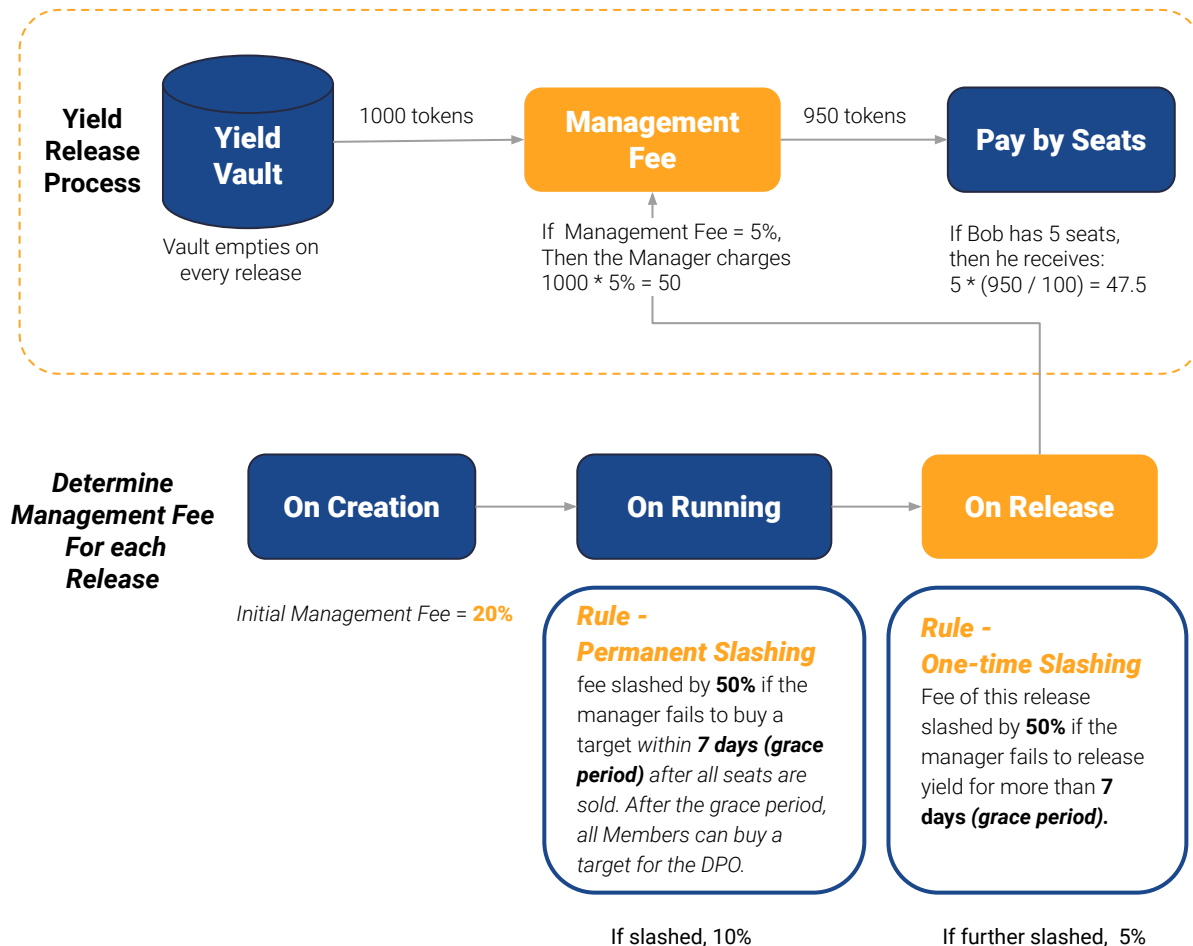 Yield
Release
Process
Yield
Vault
Vault empties on
every release
1000 tokens
Management
Fee
If  Management Fee = 5%,
Then the Manager charges
1000 * 5% = 50
950 tokens
Pay by Seats
If Bob has 5 seats,
then he receives:
5 * (950 / 100) = 47.5
Determine
Management Fee
For each
Release
On Creation
Initial Management Fee = 20%
On Running
Rule -
Permanent Slashing
fee slashed by 50% if the
manager fails to buy a
target within 7 days (grace
period) after all seats are
sold. After the grace period,
all Members can buy a
target for the DPO.
If slashed, 10%
On Release
Rule -
One-time Slashing
Fee of this release
slashed by 50% if the
manager fails to release
yield for more than 7
days (grace period).
If further slashed,  5%